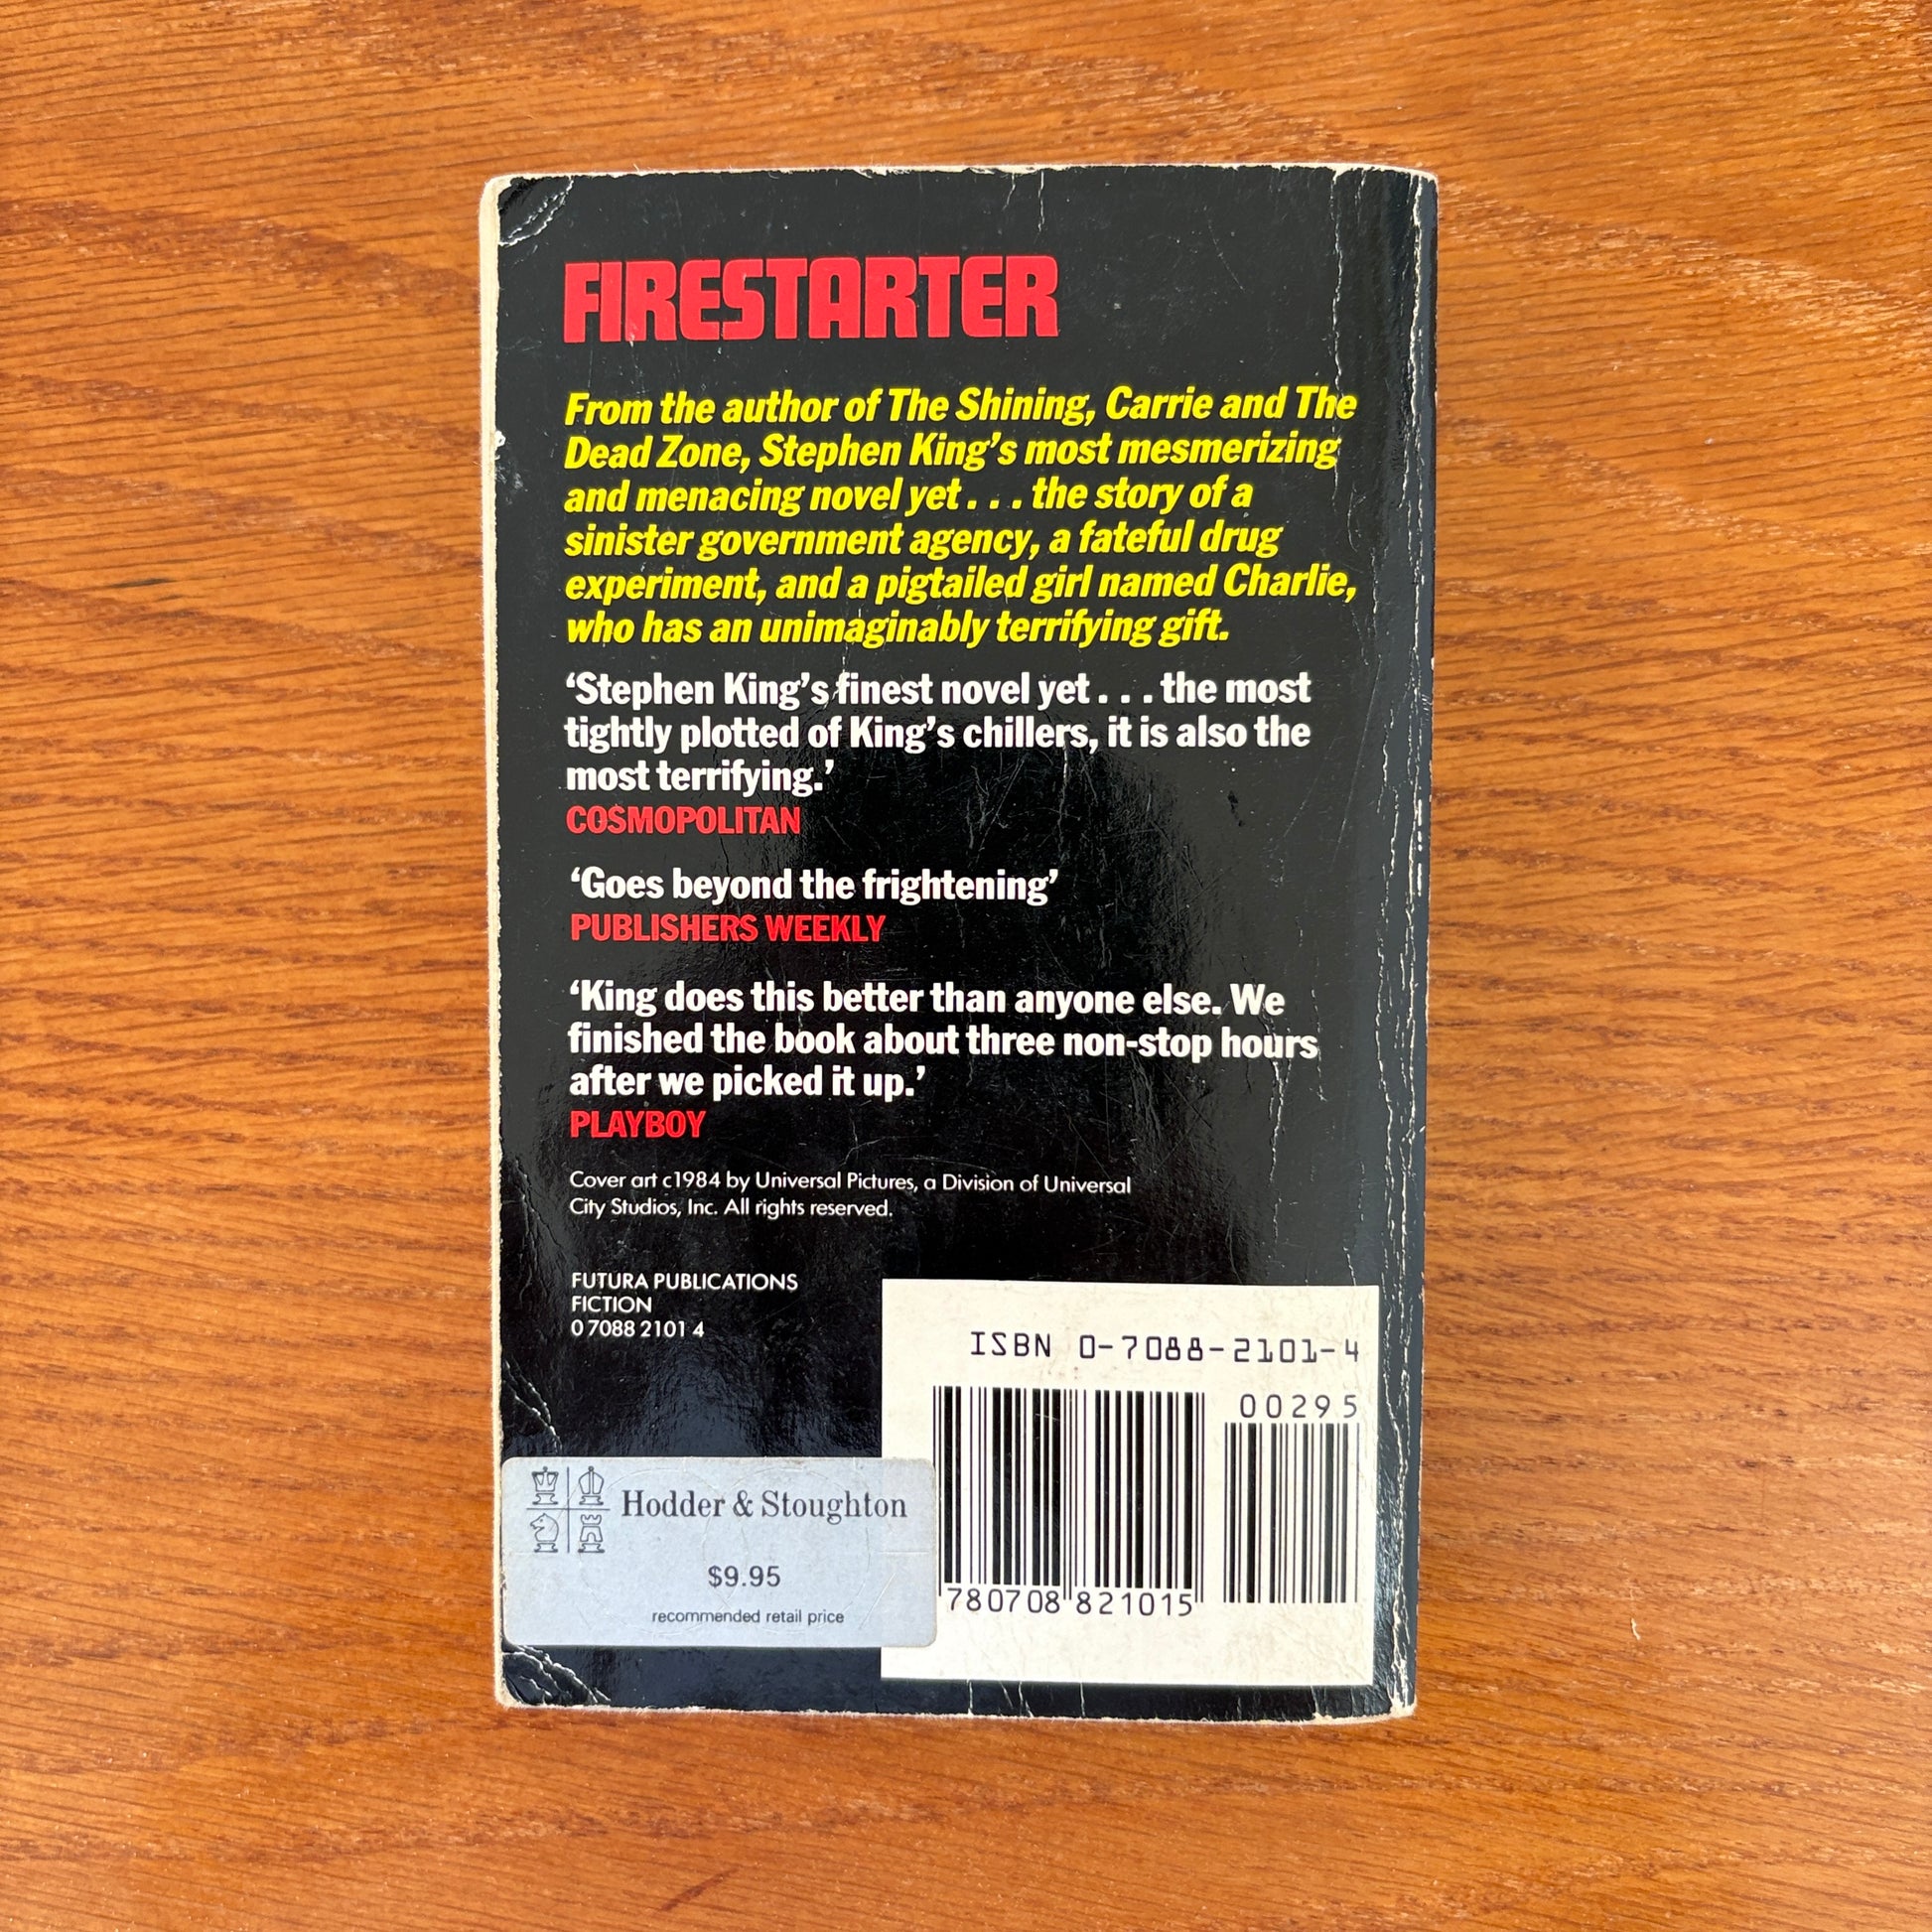 FIRESTARTER
From the author of The Shining, Carrie and The
Dead Zone, Stephen King's most mesmerizing
and menacing novel yet . . . the story of a
sinister government agency, a fateful drug
experiment, and a pigtailed girl named Charlie,
who has an unimaginably terrifying gift.
‘Stephen King’s finest novel yet . . . the most
tightly plotted of King’s chillers, it is also the
most terrifying.’
COSMOPOLITAN
‘Goes beyond the frightening’
PUBLISHERS WEEKLY
‘King does this better than anyone else. We
finished the book about three non-stop hours
after we picked it up.’
PLAYBOY
Cover art c1984 by Universal Pictures, a Division of Universal
City Studios, Inc. All rights reserved.
FUTURA PUBLICATIONS
FICTION
0 7088 2101 4
ISBN 0-7088-2101-4
00295
780708 821015
Hodder & Stoughton
$9.95
recommended retail price